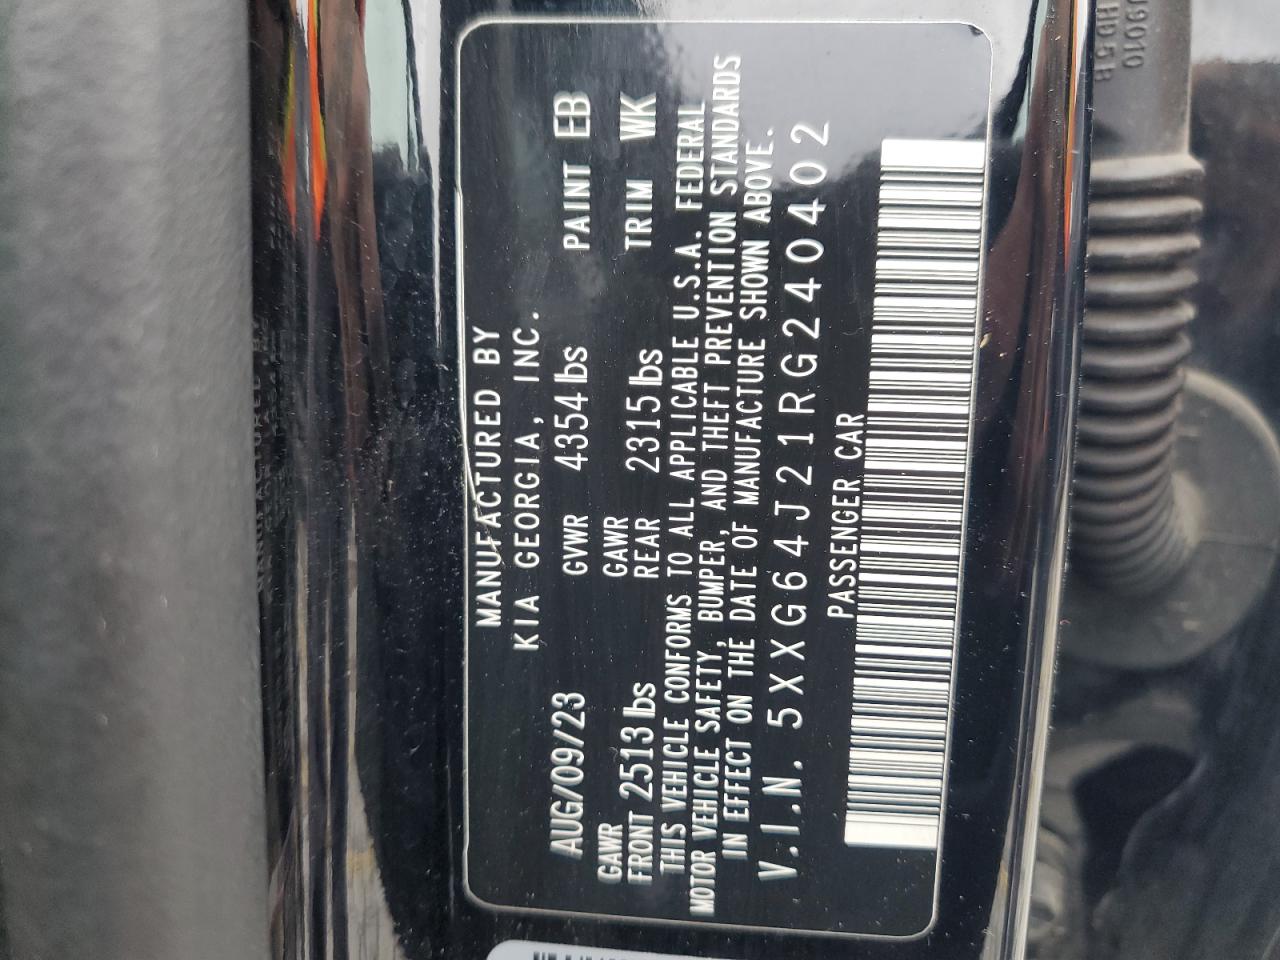 MANUFACTURED BY
KIA GEORGIA, INC.
AUG/09/23 GVWR 4354 lbs PAINT EB
GAWR FRONT 2513 lbs GAWR REAR 2315 lbs TRIM WK
THIS VEHICLE CONFORMS TO ALL APPLICABLE U.S.A. FEDERAL
MOTOR VEHICLE SAFETY, BUMPER, AND THEFT PREVENTION STANDARDS
IN EFFECT ON THE DATE OF MANUFACTURE SHOWN ABOVE.
V.I.N. 5XXG64J21RG240402
PASSENGER CAR